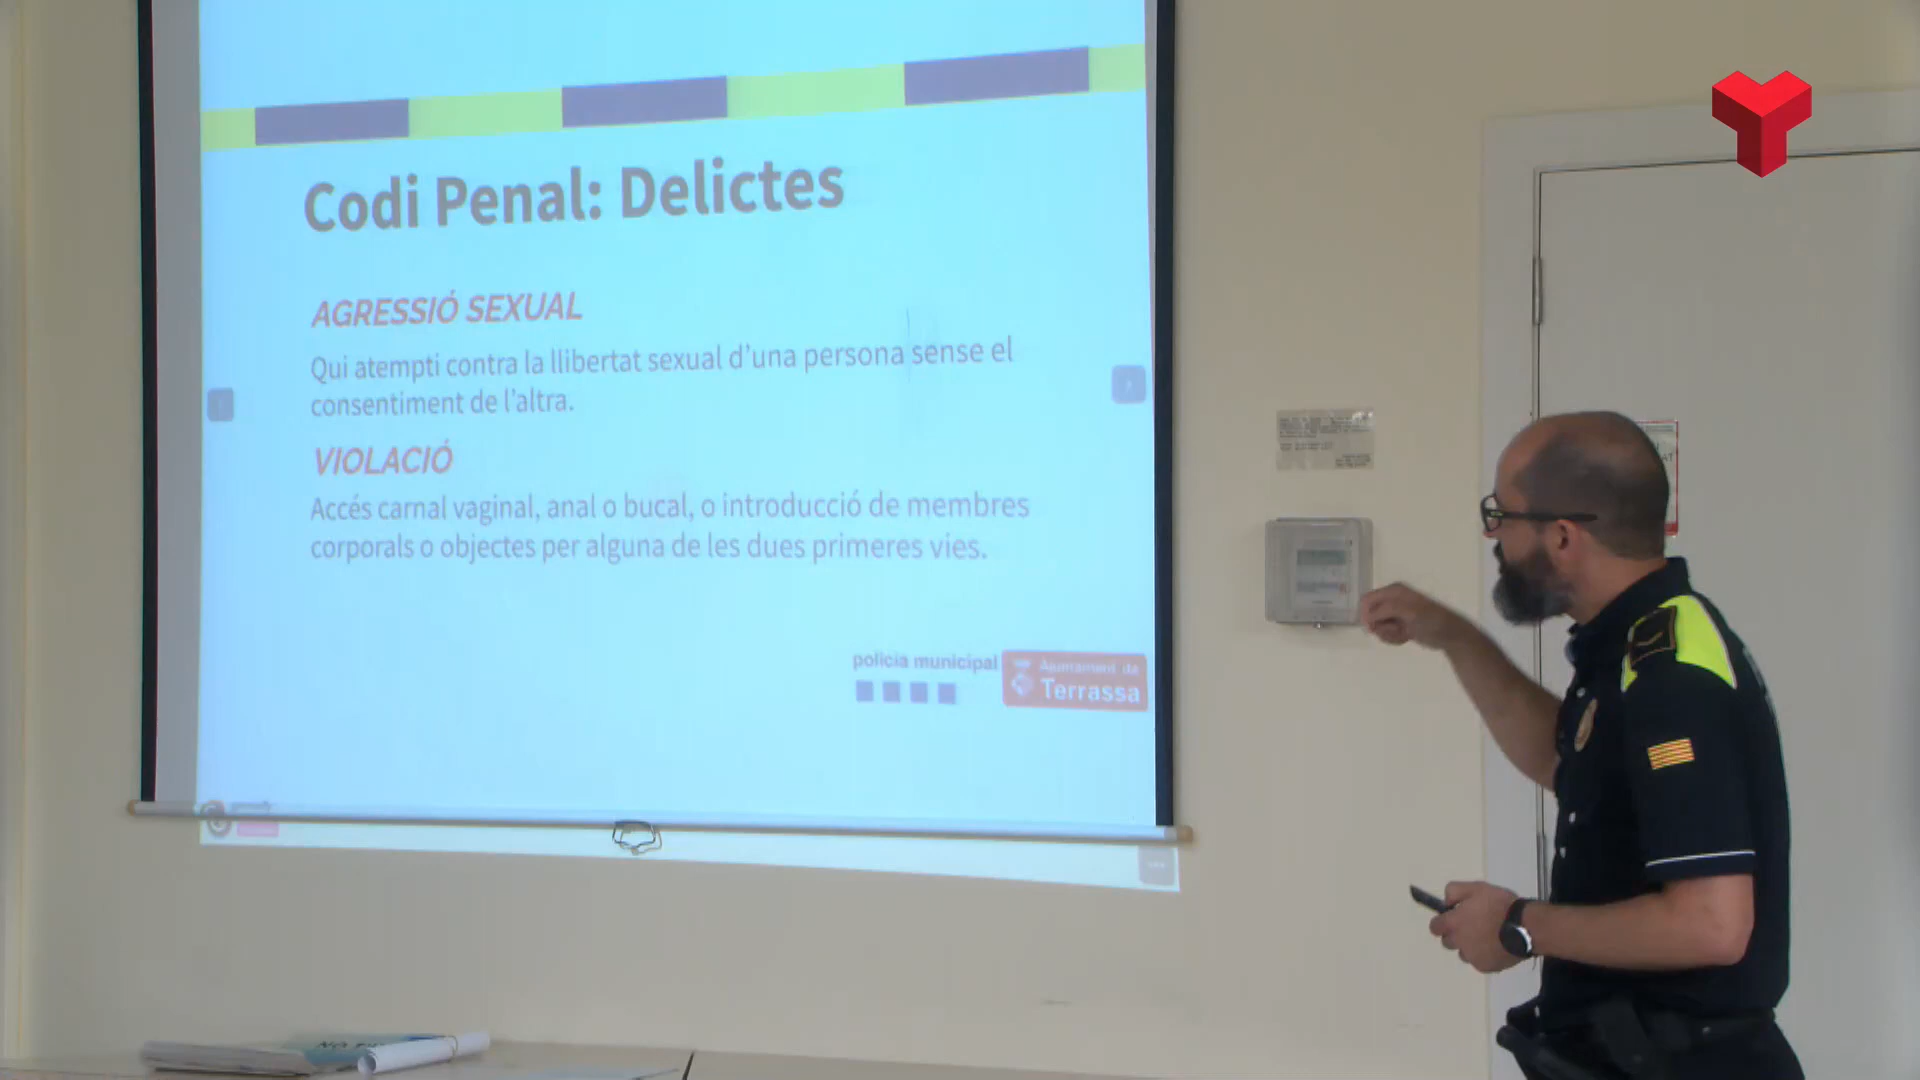 Codi Penal: Delictes
AGRESSIÓ SEXUAL
Qui atempti contra la llibertat sexual d'una persona sense el
consentiment de l'altra.
VIOLACIÓ
Accés carnal vaginal, anal o bucal, o introducció de membres
corporals o objectes per alguna de les dues primeres vies.
policia municipal
Ajuntament de
Terrassa